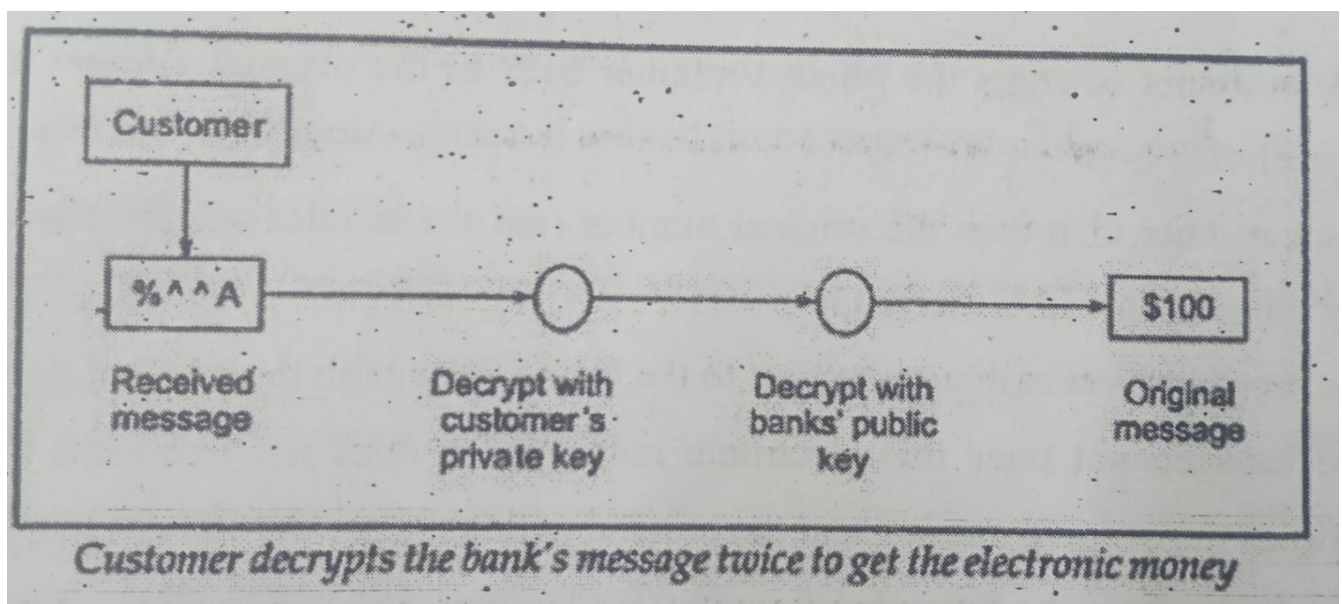 Customer
%^^A
$100
Received
message
Decrypt with
customer's
private key
Decrypt with
banks' public
key
Original
message
Customer decrypts the bank's message twice to get the electronic money